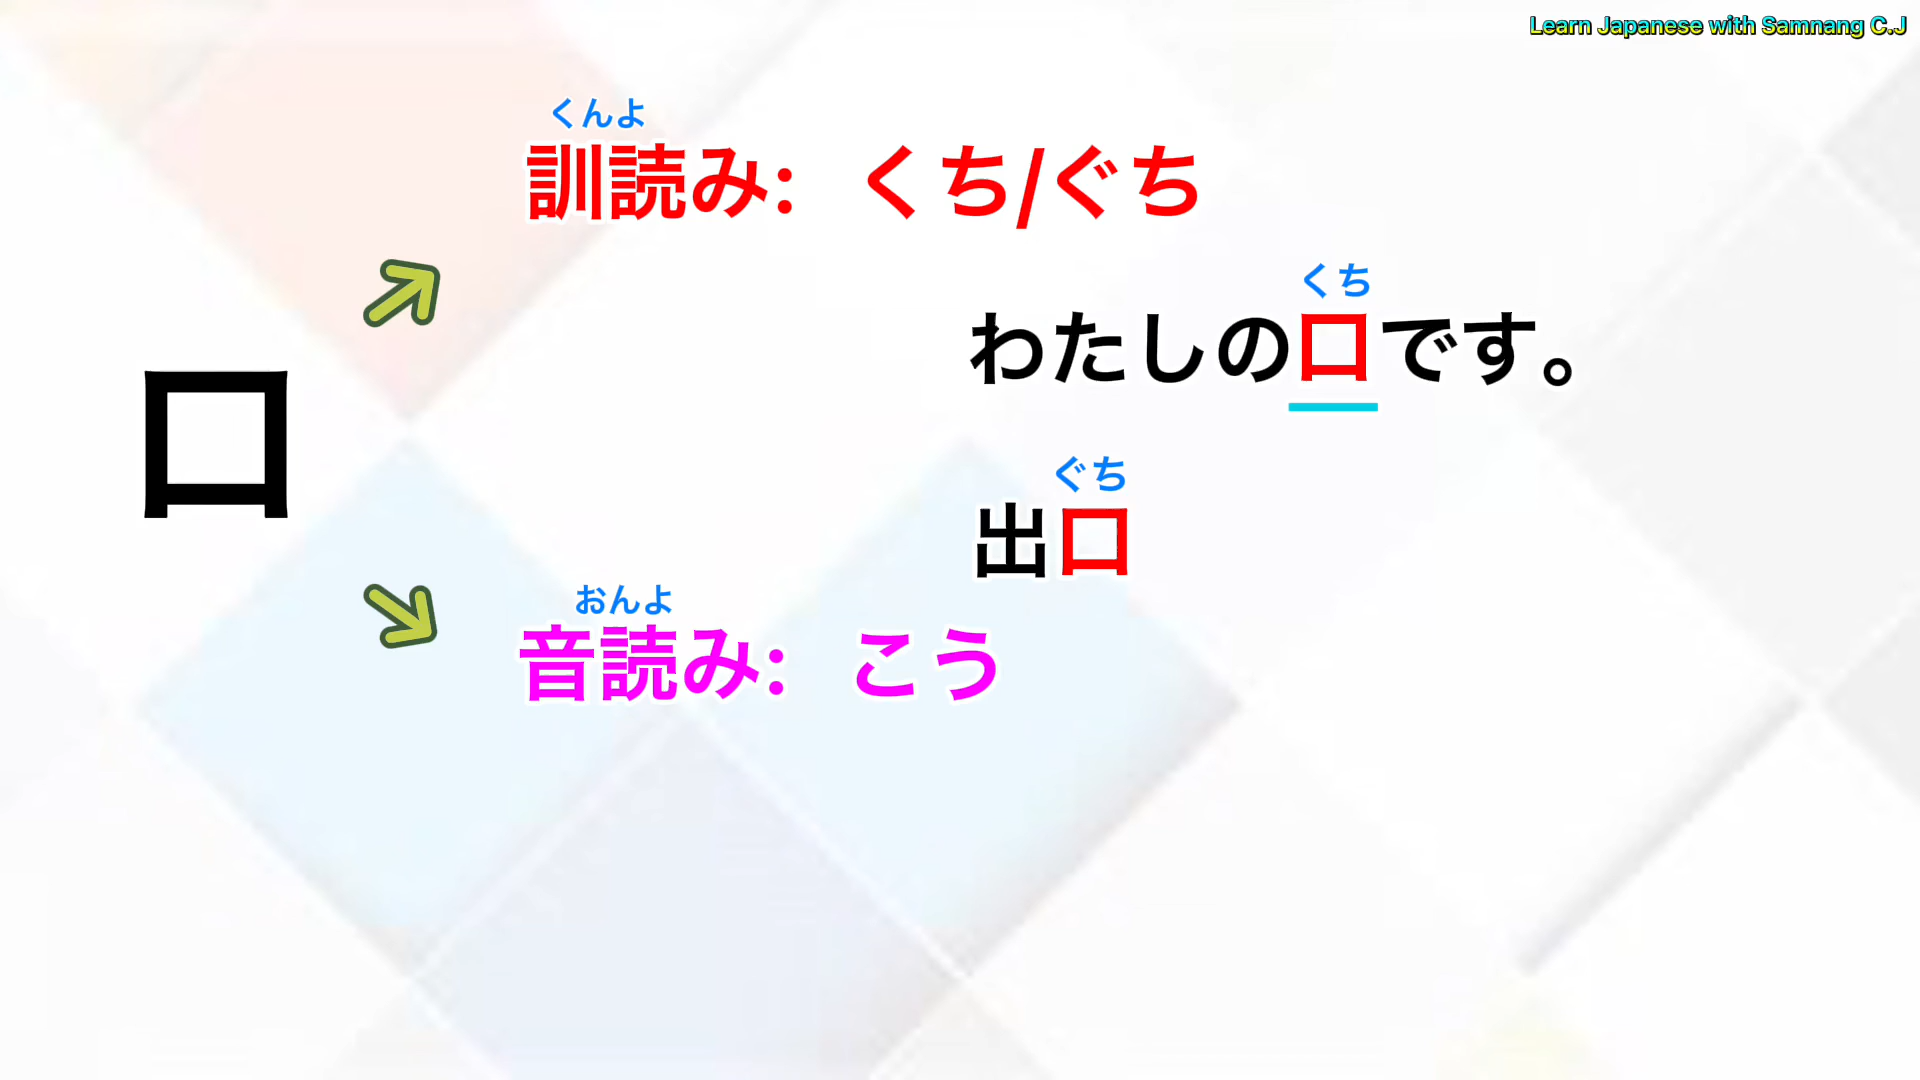 Learn Japanese with Samnang C.J
くんよ
訓読み: くち/ぐち
くち
わたしの口です。
口
ぐち
出口
おんよ
音読み: こう